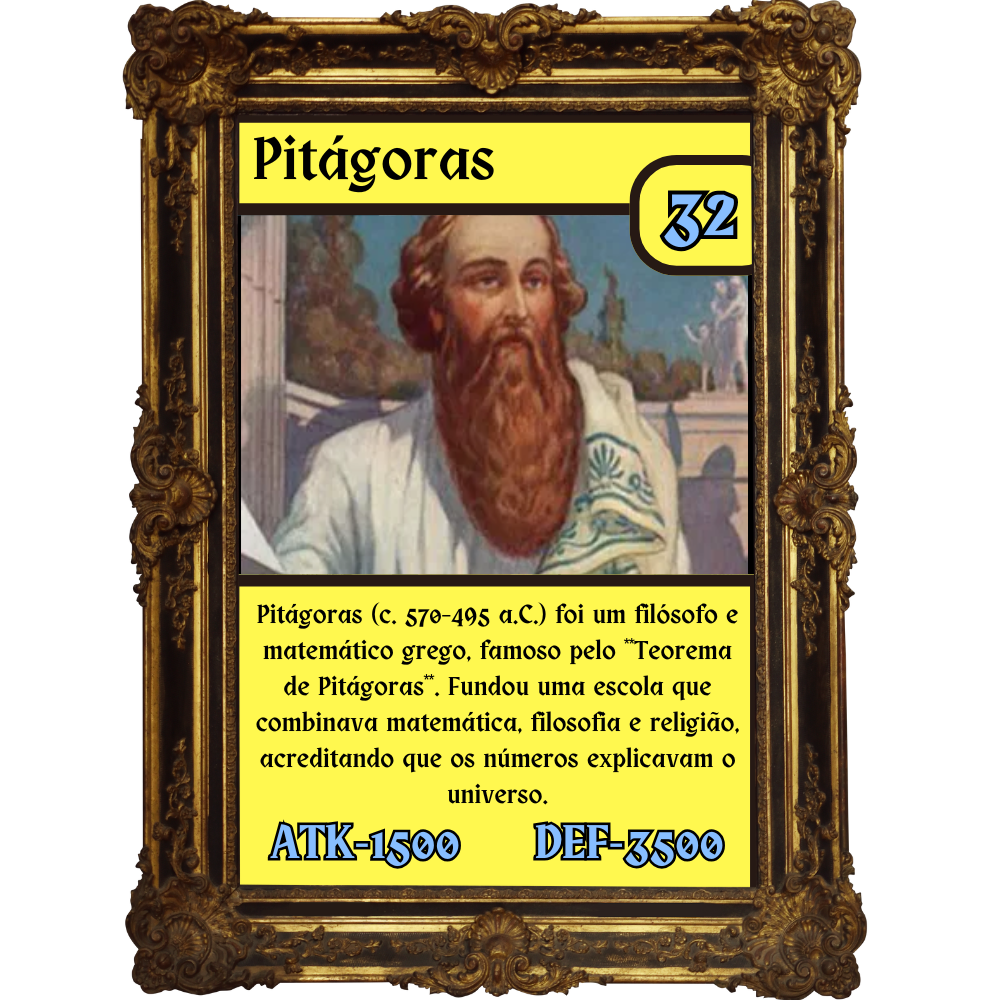 Pitágoras
32
Pitágoras (c. 570-495 a.C.) foi um filósofo e
matemático grego, famoso pelo **Teorema
de Pitágoras**. Fundou uma escola que
combinava matemática, filosofia e religião,
acreditando que os números explicavam o
universo.
ATK-1500 DEF-3500